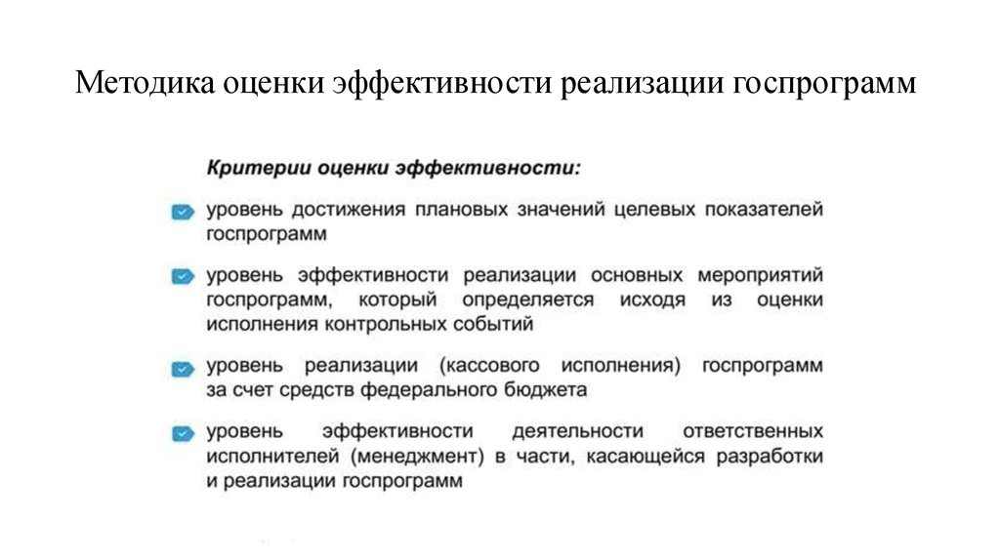 Методика оценки эффективности реализации госпрограмм
Критерии оценки эффективности:
уровень достижения плановых значений целевых показателей
госпрограмм
уровень эффективности реализации основных мероприятий
госпрограмм, который определяется исходя из оценки
исполнения контрольных событий
уровень реализации (кассового исполнения) госпрограмм
за счет средств федерального бюджета
уровень эффективности деятельности ответственных
исполнителей (менеджмент) в части, касающейся разработки
и реализации госпрограмм